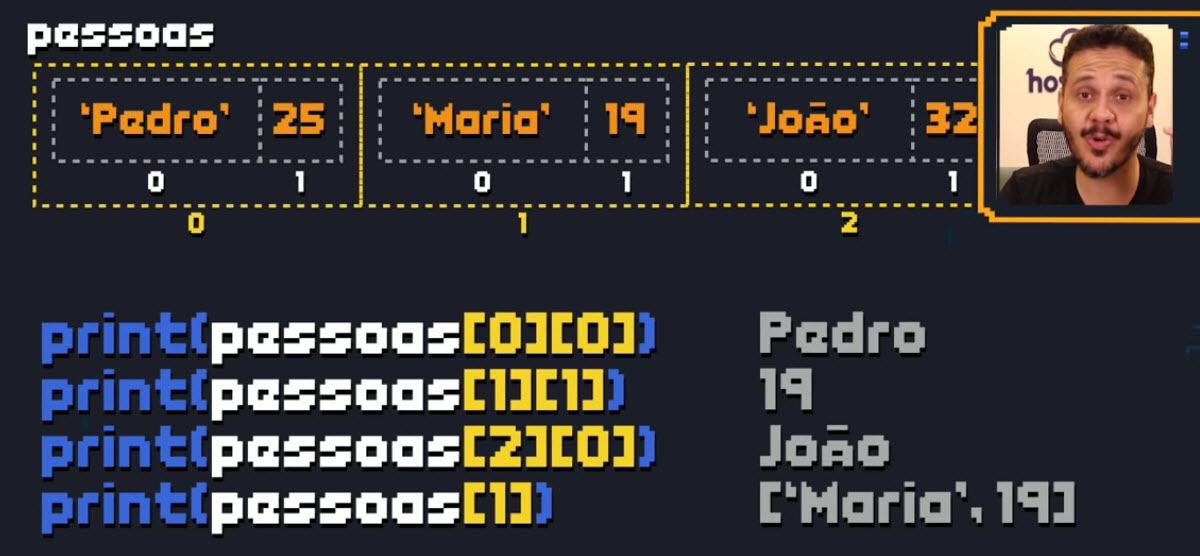 pessoas
'Pedro' 25 'Maria' 19 'João' 32
0 1 0 1 0 1
0 1 2
print(pessoas[0][0]) Pedro
print(pessoas[1][1]) 19
print(pessoas[2][0]) João
print(pessoas[1]) ['Maria', 19]